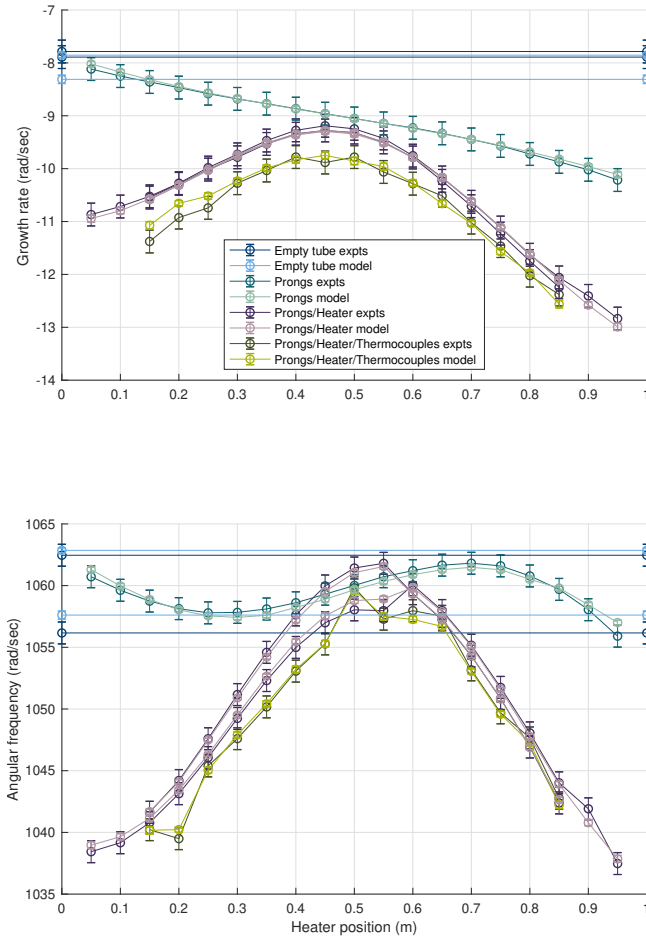 -7
-8
-9
-10
-11
-12
-13
-14
Growth rate (rad/sec)
Empty tube expts
Empty tube model
Prongs expts
Prongs model
Prongs/Heater expts
Prongs/Heater model
Prongs/Heater/Thermocouples expts
Prongs/Heater/Thermocouples model
0 0.1 0.2 0.3 0.4 0.5 0.6 0.7 0.8 0.9 1
1065
1060
1055
1050
1045
1040
1035
Angular frequency (rad/sec)
0 0.1 0.2 0.3 0.4 0.5 0.6 0.7 0.8 0.9 1
Heater position (m)